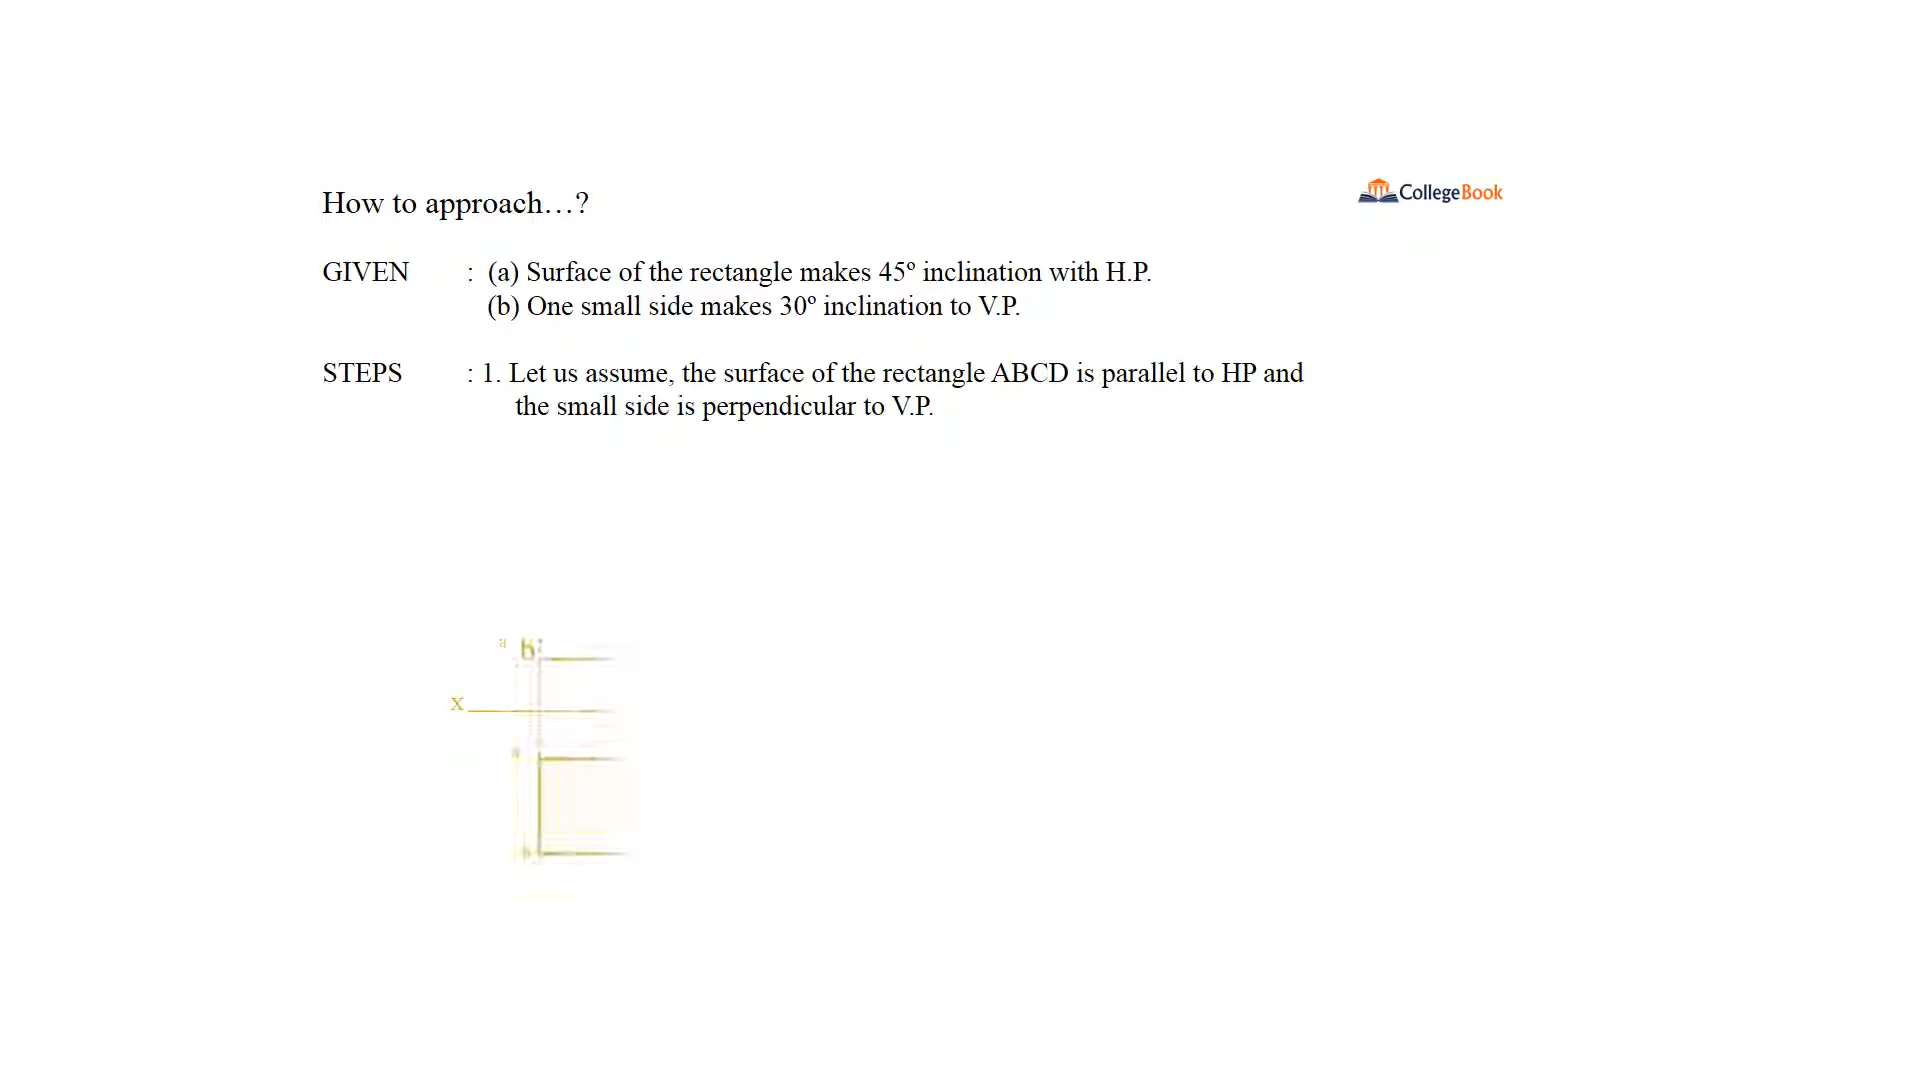 How to approach…?
CollegeBook
GIVEN : (a) Surface of the rectangle makes 45º inclination with H.P.
(b) One small side makes 30º inclination to V.P.
STEPS : 1. Let us assume, the surface of the rectangle ABCD is parallel to HP and
the small side is perpendicular to V.P.
a b'
X